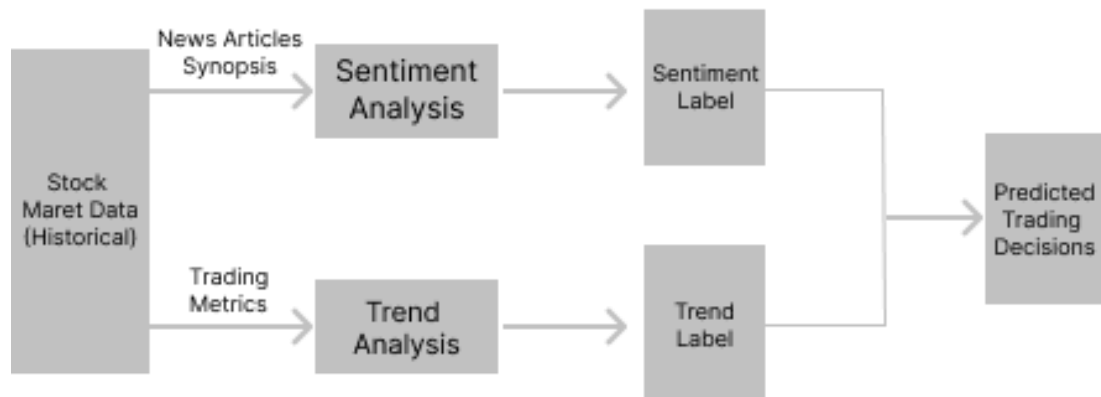 Stock
Maret Data
(Historical)
News Articles
Synopsis
Sentiment
Analysis
Sentiment
Label
Trading
Metrics
Trend
Analysis
Trend
Label
Predicted
Trading
Decisions